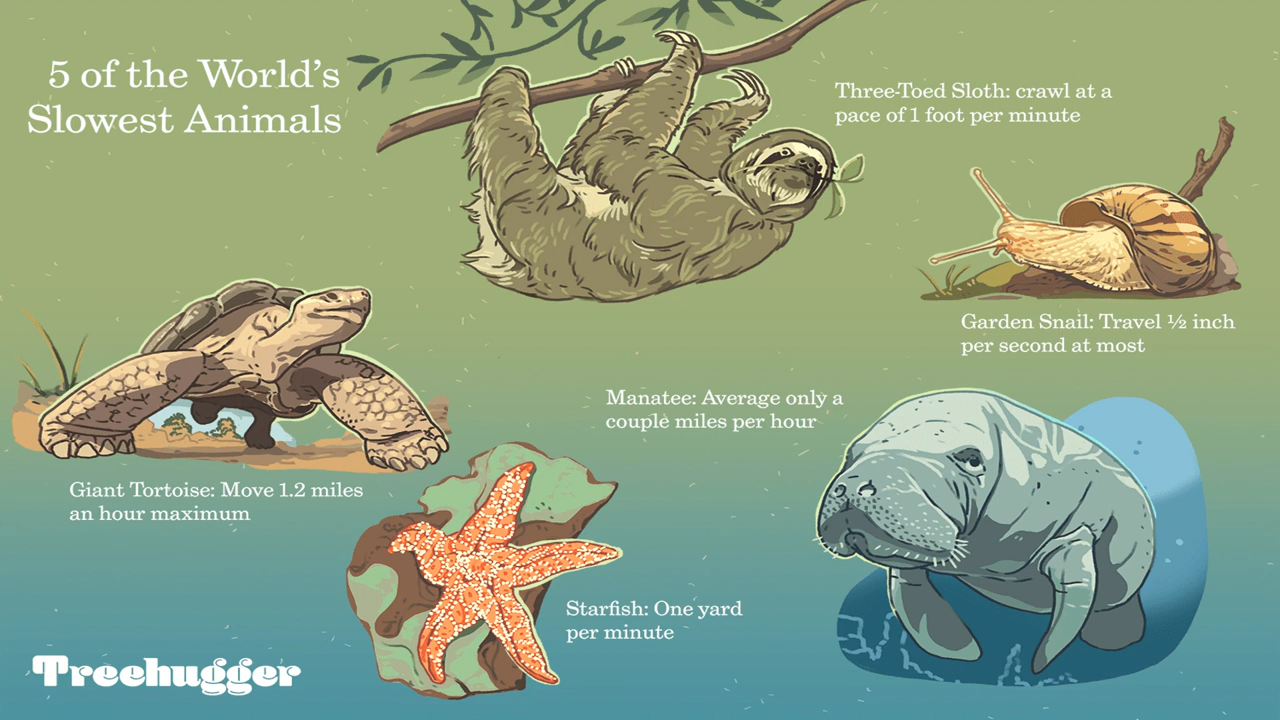 5 of the World's
Slowest Animals
Three-Toed Sloth: crawl at a
pace of 1 foot per minute
Garden Snail: Travel ½ inch
per second at most
Manatee: Average only a
couple miles per hour
Giant Tortoise: Move 1.2 miles
an hour maximum
Starfish: One yard
per minute
Treehugger